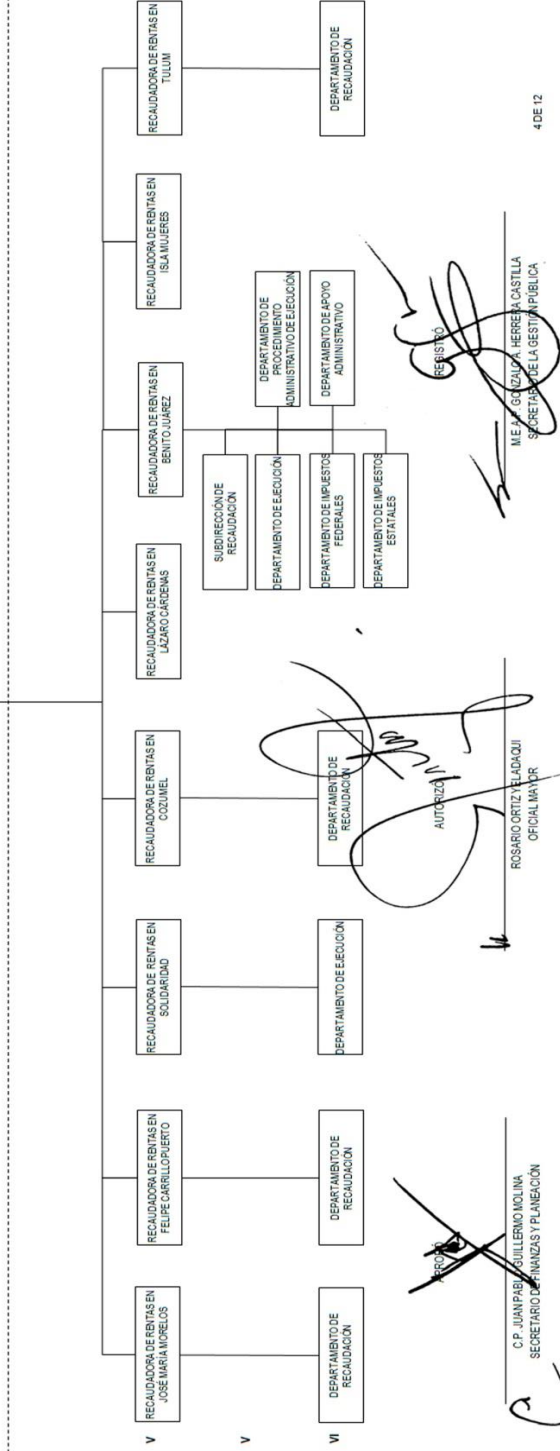 V
RECAUDADORA DE RENTAS EN
JOSÉ MARÍA MORELOS
RECAUDADORA DE RENTAS EN
FELIPE CARRILLO PUERTO
RECAUDADORA DE RENTAS EN
SOLIDARIDAD
RECAUDADORA DE RENTAS EN
COZUMEL
RECAUDADORA DE RENTAS EN
LÁZARO CÁRDENAS
RECAUDADORA DE RENTAS EN
BENITO JUÁREZ
RECAUDADORA DE RENTAS EN
ISLA MUJERES
RECAUDADORA DE RENTAS EN
TULUM
V
SUBDIRECCIÓN DE
RECAUDACIÓN
DEPARTAMENTO DE EJECUCIÓN
DEPARTAMENTO DE
PROCEDIMIENTO
ADMINISTRATIVO DE EJECUCIÓN
VI
DEPARTAMENTO DE
RECAUDACIÓN
DEPARTAMENTO DE
RECAUDACIÓN
DEPARTAMENTO DE EJECUCIÓN
DEPARTAMENTO DE
RECAUDACIÓN
DEPARTAMENTO DE IMPUESTOS
FEDERALES
DEPARTAMENTO DE APOYO
ADMINISTRATIVO
DEPARTAMENTO DE
RECAUDACIÓN
DEPARTAMENTO DE IMPUESTOS
ESTATALES
APROBÓ
C.P. JUAN PABLO GUILLERMO MOLINA
SECRETARIO DE FINANZAS Y PLANEACIÓN
AUTORIZÓ
ROSARIO ORTIZ YELADAQUI
OFICIAL MAYOR
REGISTRÓ
M.E.A.P. GONZALO A. HERRERA CASTILLA
SECRETARIO DE LA GESTIÓN PÚBLICA
4 DE 12